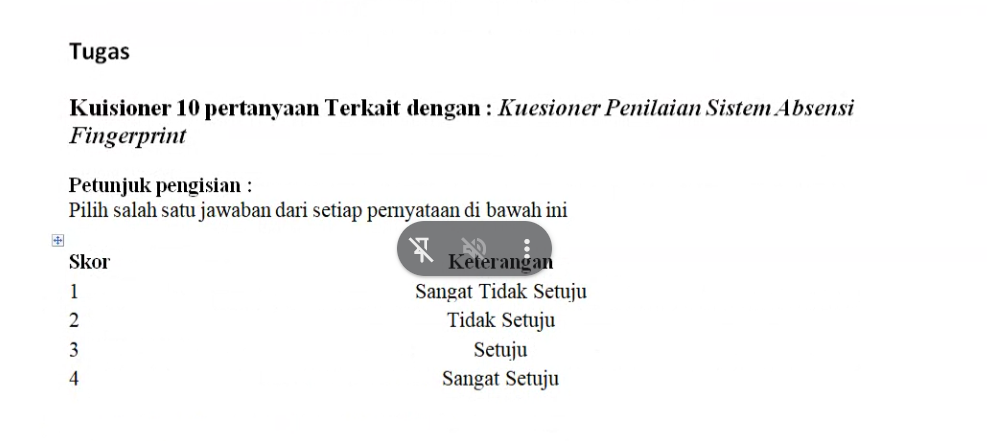 Tugas
Kuisioner 10 pertanyaan Terkait dengan : Kuesioner Penilaian Sistem Absensi
Fingerprint
Petunjuk pengisian :
Pilih salah satu jawaban dari setiap pernyataan di bawah ini
Skor Keterangan
1 Sangat Tidak Setuju
2 Tidak Setuju
3 Setuju
4 Sangat Setuju